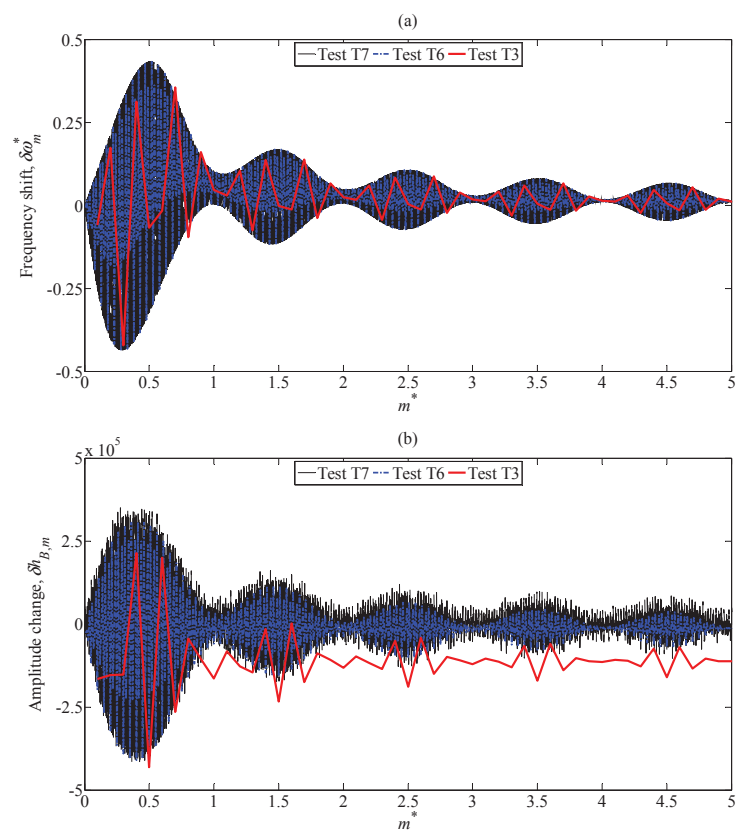 (a)
Test T7 Test T6 Test T3
0.5
0.25
0
-0.25
-0.5
Frequency shift, δω*m
0 0.5 1 1.5 2 2.5 3 3.5 4 4.5 5
m*
(b)
5 x 10^5
Test T7 Test T6 Test T3
2.5
0
-2.5
-5
Amplitude change, δhB,m
0 0.5 1 1.5 2 2.5 3 3.5 4 4.5 5
m*